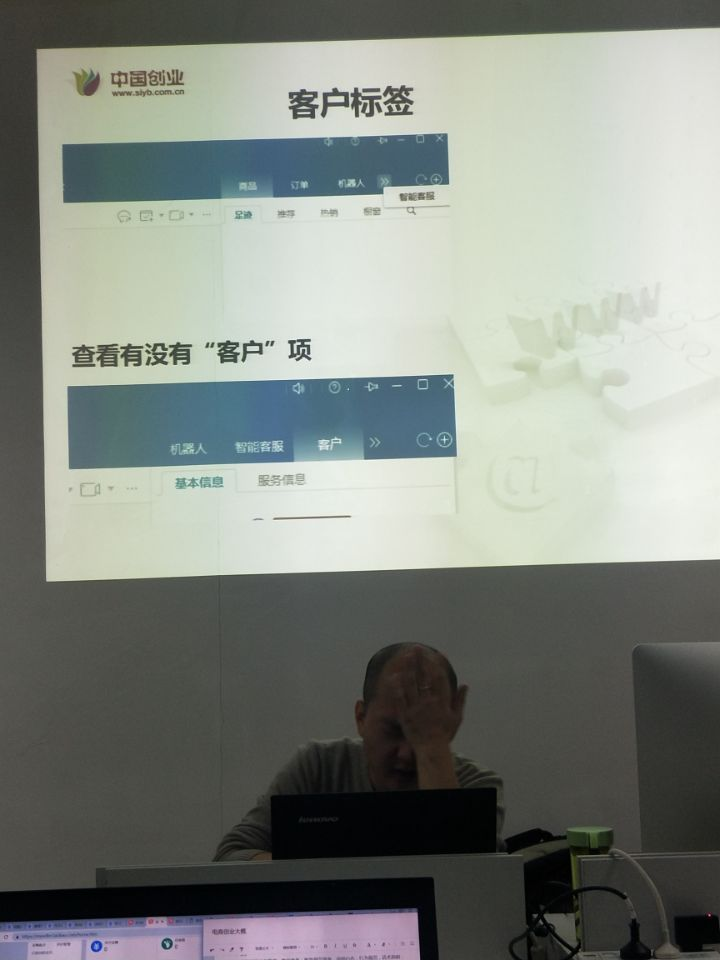 中国创业
www.siyb.com.cn
客户标签
商品 订单 机器人
智能客服
足迹 推荐 热销 橱窗
查看有没有“客户”项
机器人 智能客服 客户
基本信息 服务信息
lenovo
电商创业大概